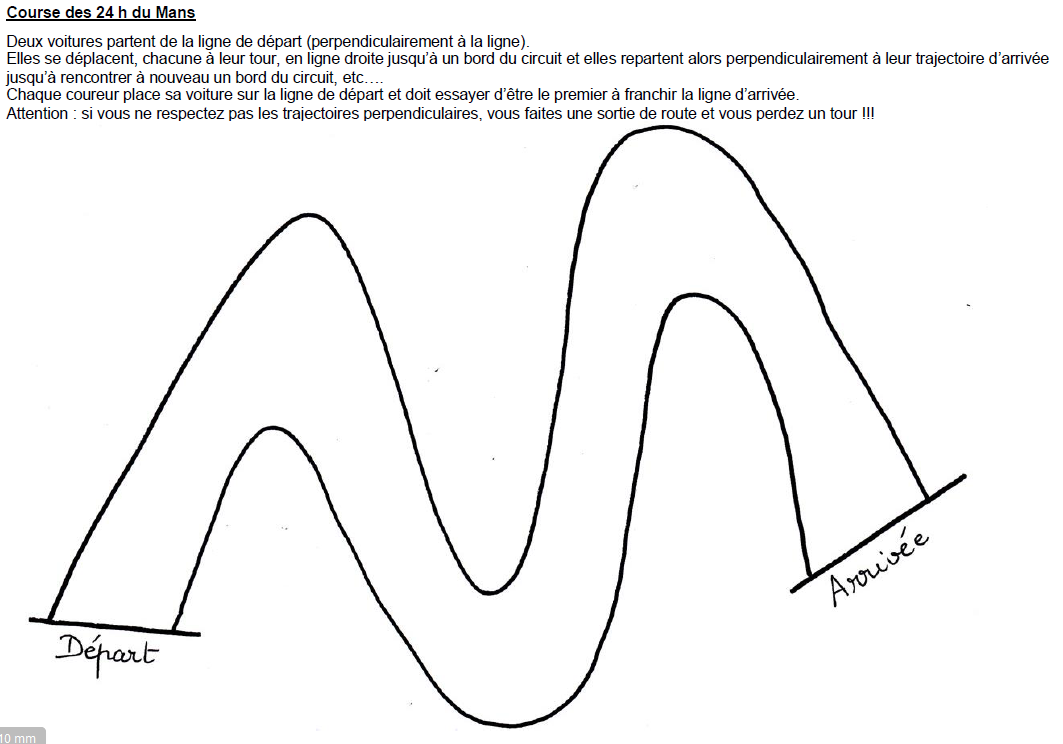 Course des 24 h du Mans
Deux voitures partent de la ligne de départ (perpendiculairement à la ligne).
Elles se déplacent, chacune à leur tour, en ligne droite jusqu’à un bord du circuit et elles repartent alors perpendiculairement à leur trajectoire d’arrivée
jusqu’à rencontrer à nouveau un bord du circuit, etc….
Chaque coureur place sa voiture sur la ligne de départ et doit essayer d’être le premier à franchir la ligne d’arrivée.
Attention : si vous ne respectez pas les trajectoires perpendiculaires, vous faites une sortie de route et vous perdez un tour !!!
Arrivée
Départ
10 mm